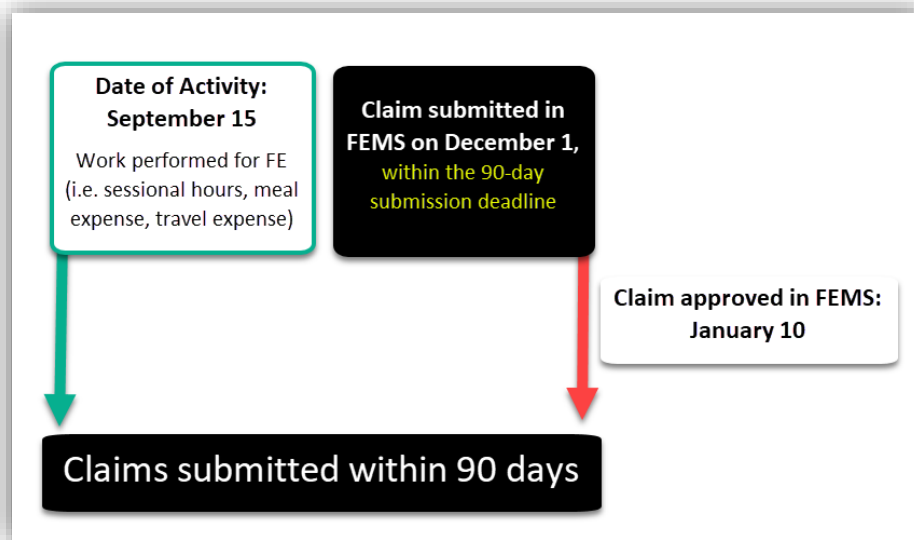 Date of Activity:
September 15
Work performed for FE
(i.e. sessional hours, meal
expense, travel expense)
Claim submitted in
FEMS on December 1,
within the 90-day
submission deadline
Claim approved in FEMS:
January 10
Claims submitted within 90 days